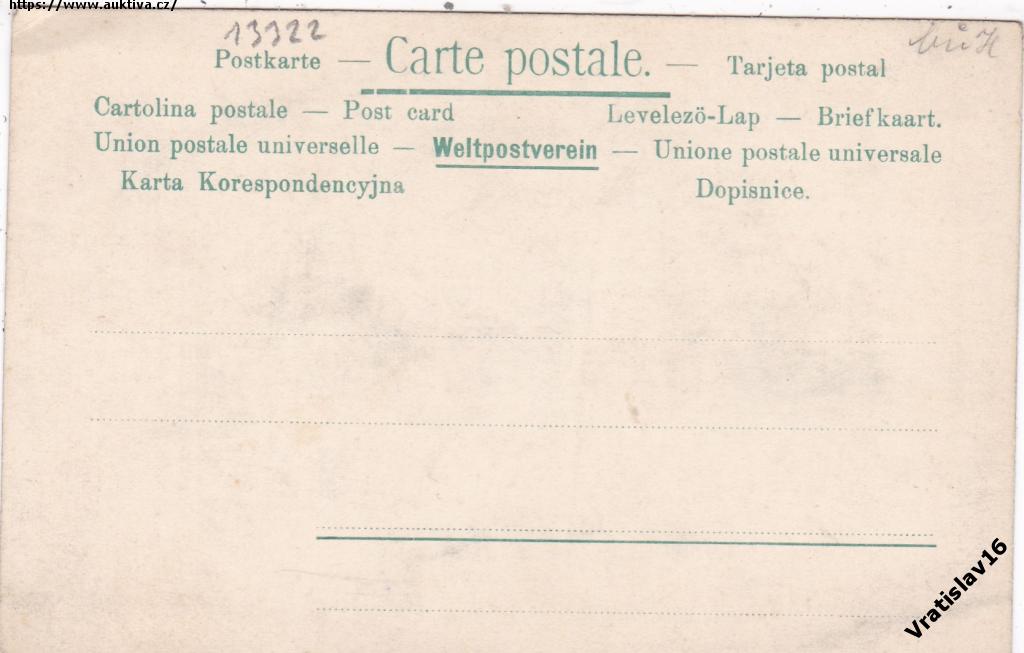 https://www.auktiva.cz/
13322
Postkarte — Carte postale. — Tarjeta postal
Cartolina postale — Post card Levelezö-Lap — Briefkaart.
Union postale universelle — Weltpostverein — Unione postale universale
Karta Korespondencyjna Dopisnice.
Vratislav16